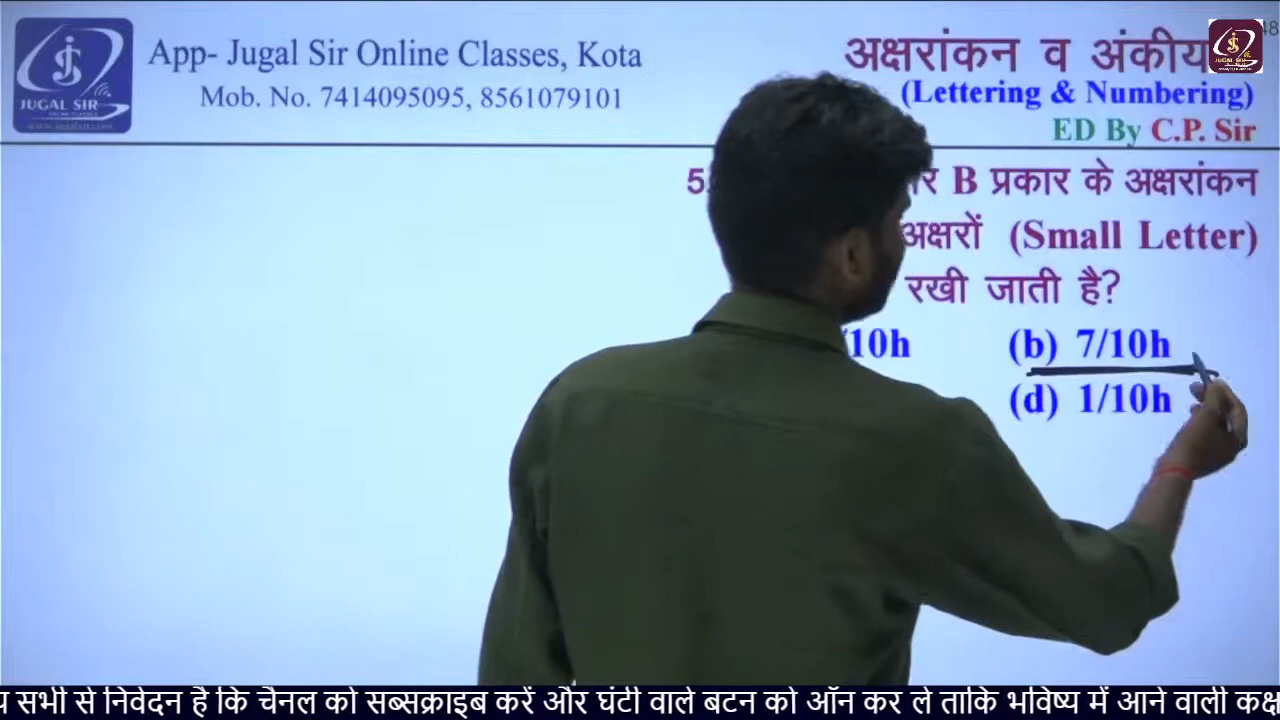 App- Jugal Sir Online Classes, Kota
Mob. No. 7414095095, 8561079101
JUGAL SIR
अक्षरांकन व
(Lettering & Numbering)
ED By C.P. Sir
B प्रकार के अक्षरांकन
अक्षरों (Small Letter)
रखी जाती है?
/10h (b) 7/10h
(d) 1/10h
सभी से निवेदन है कि चैनल को सब्सक्राइब करें और घंटी वाले बटन को ऑन कर ले ताकि भविष्य में आने वाली